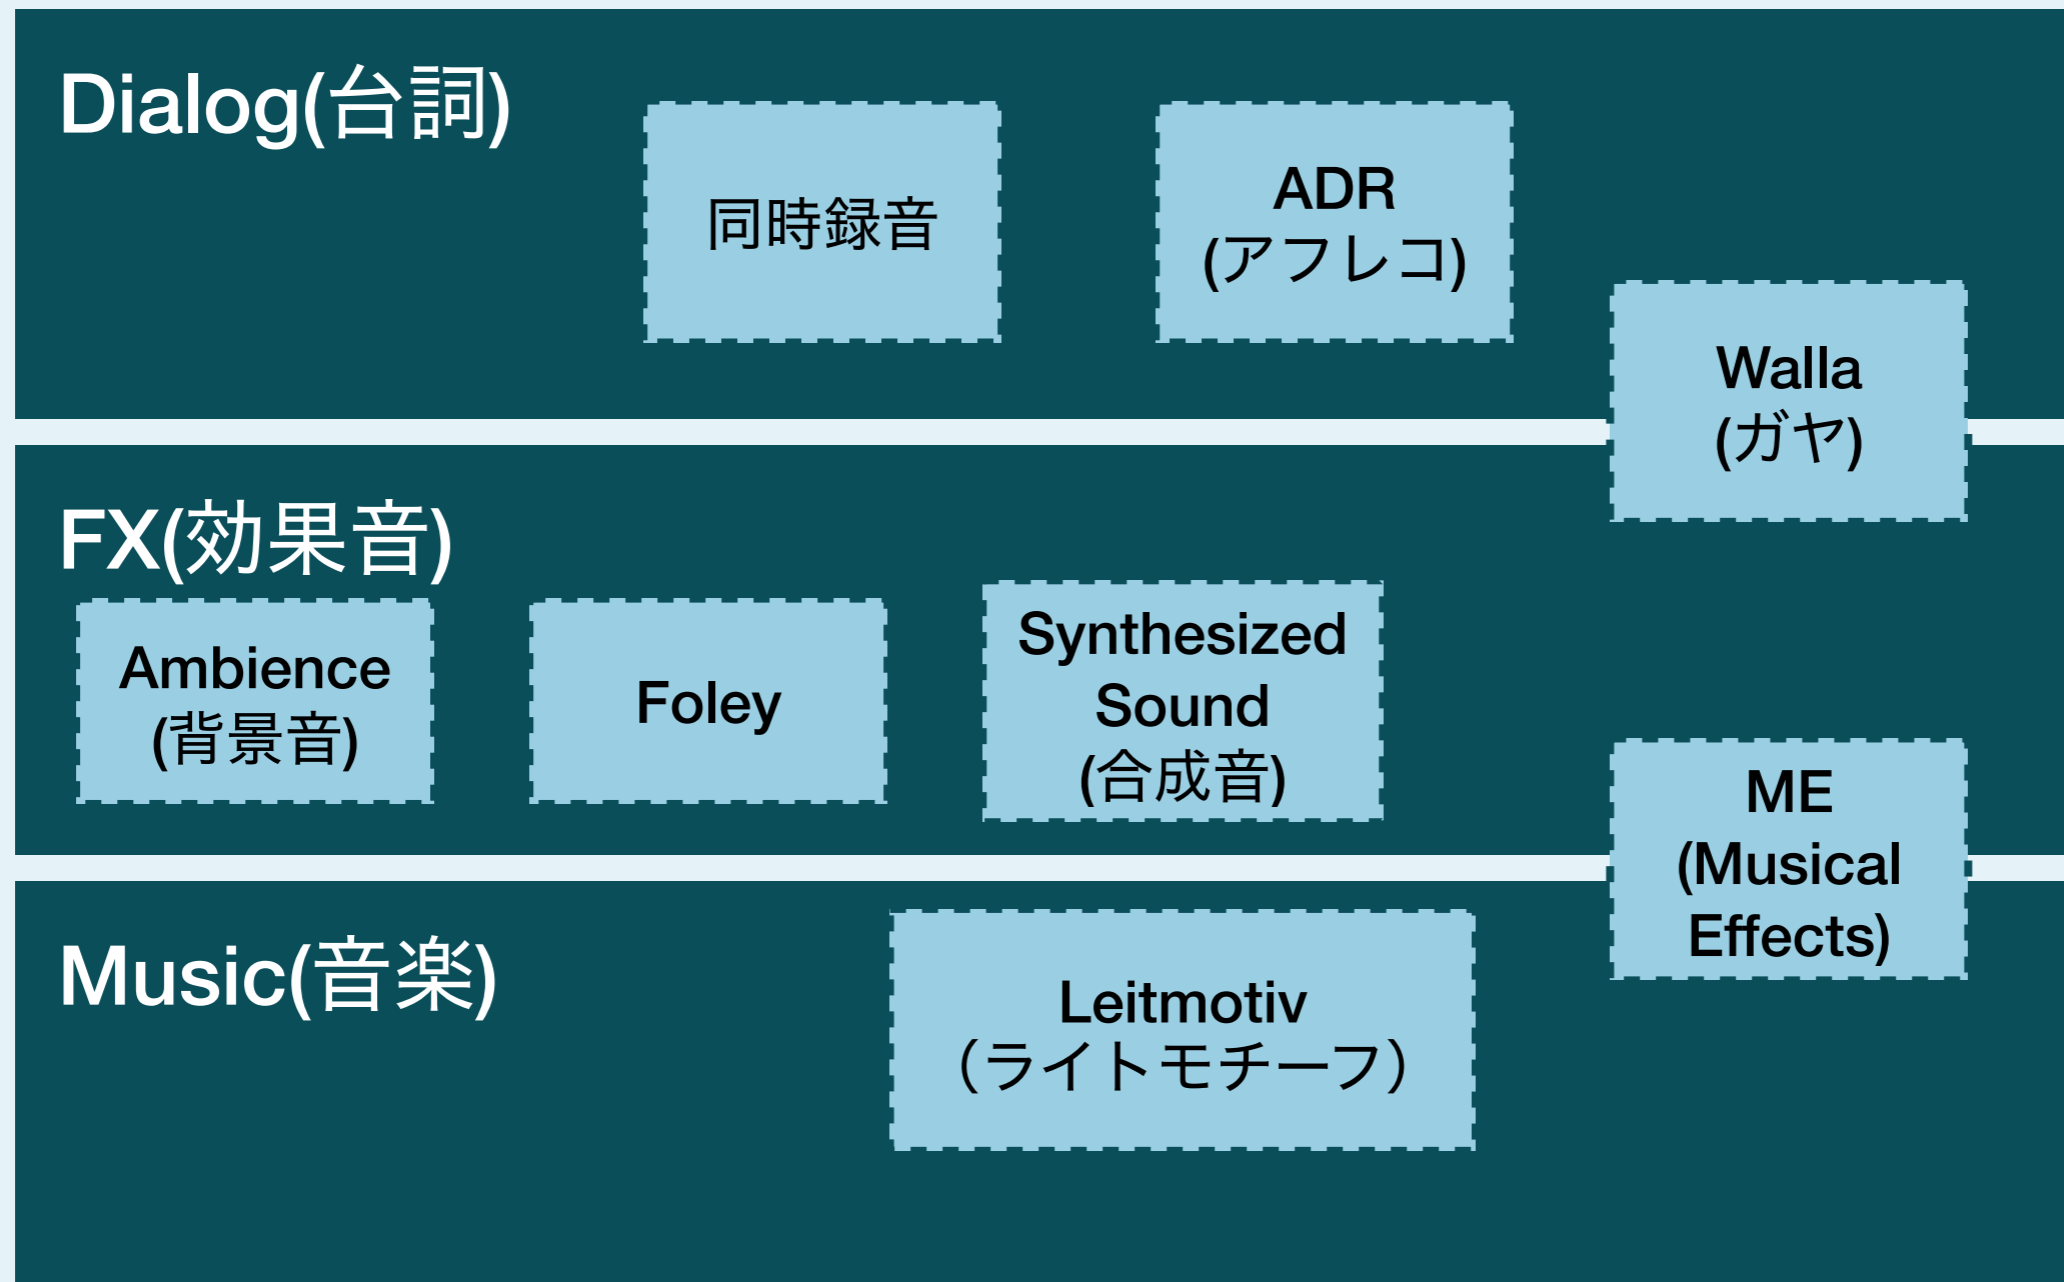 Dialog(台詞)
同時録音
ADR
(アフレコ)
Walla
(ガヤ)
FX(効果音)
Ambience
(背景音)
Foley
Synthesized
Sound
(合成音)
ME
(Musical
Effects)
Music(音楽)
Leitmotiv
（ライトモチーフ）